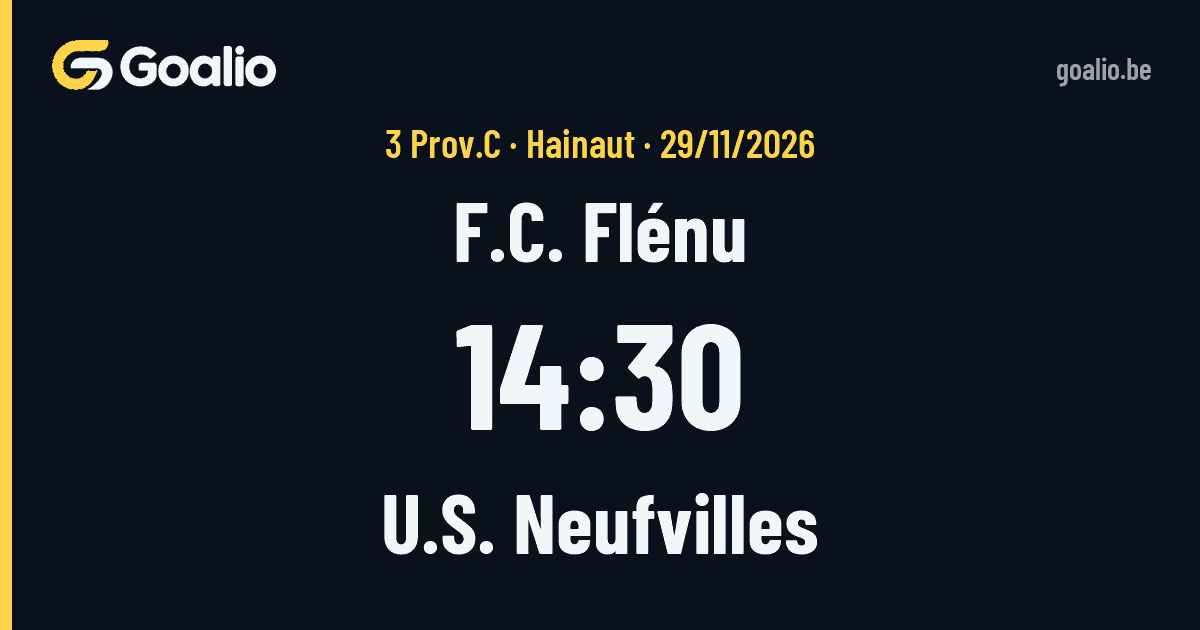 Goalio
goalio.be
3 Prov.C · Hainaut · 29/11/2026
F.C. Flénu
14:30
U.S. Neufvilles